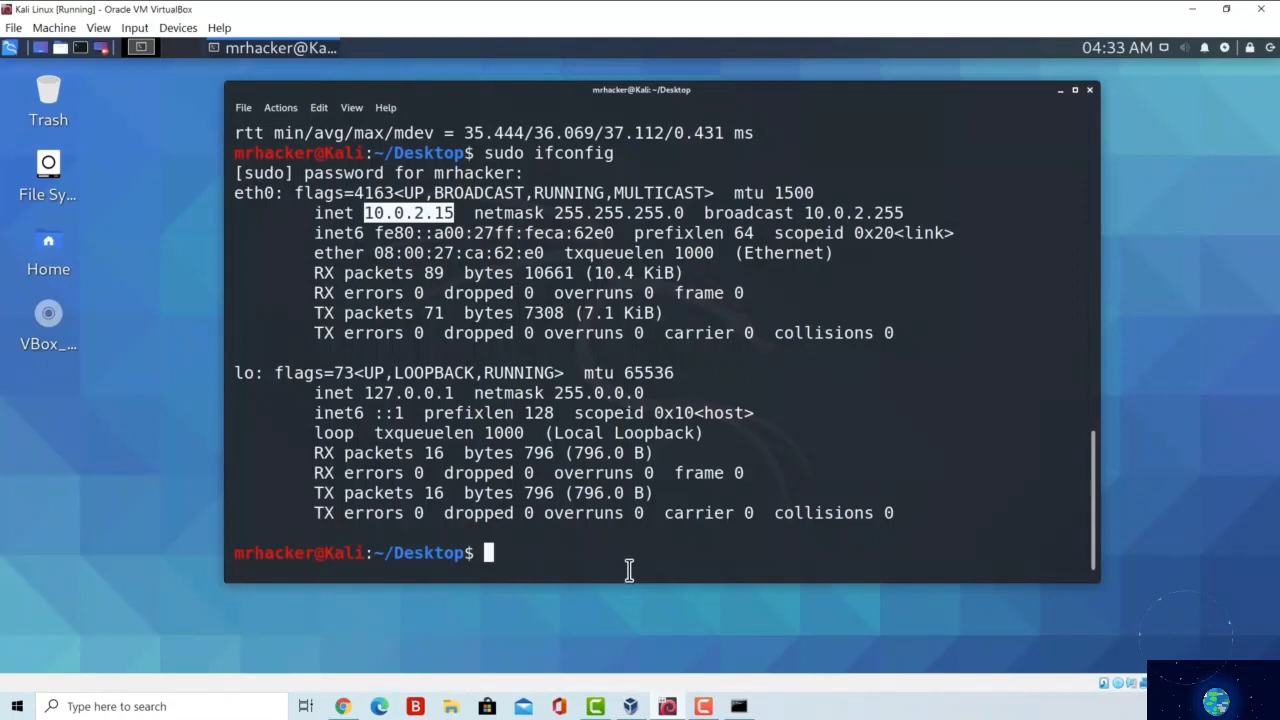 Kali Linux [Running] - Oracle VM VirtualBox
File Machine View Input Devices Help
mrhacker@Ka...
04:33 AM
Trash
File Sy...
Home
VBox_...
mrhacker@Kali: ~/Desktop
File Actions Edit View Help
rtt min/avg/max/mdev = 35.444/36.069/37.112/0.431 ms
mrhacker@Kali:~/Desktop$ sudo ifconfig
[sudo] password for mrhacker:
eth0: flags=4163<UP,BROADCAST,RUNNING,MULTICAST>  mtu 1500
inet 10.0.2.15  netmask 255.255.255.0  broadcast 10.0.2.255
inet6 fe80::a00:27ff:feca:62e0  prefixlen 64  scopeid 0x20<link>
ether 08:00:27:ca:62:e0  txqueuelen 1000  (Ethernet)
RX packets 89  bytes 10661 (10.4 KiB)
RX errors 0  dropped 0  overruns 0  frame 0
TX packets 71  bytes 7308 (7.1 KiB)
TX errors 0  dropped 0 overruns 0  carrier 0  collisions 0
lo: flags=73<UP,LOOPBACK,RUNNING>  mtu 65536
inet 127.0.0.1  netmask 255.0.0.0
inet6 ::1  prefixlen 128  scopeid 0x10<host>
loop  txqueuelen 1000  (Local Loopback)
RX packets 16  bytes 796 (796.0 B)
RX errors 0  dropped 0  overruns 0  frame 0
TX packets 16  bytes 796 (796.0 B)
TX errors 0  dropped 0 overruns 0  carrier 0  collisions 0
mrhacker@Kali:~/Desktop$
Type here to search